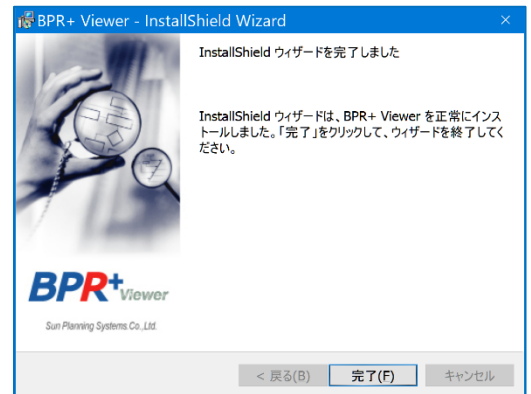 BPR+ Viewer - InstallShield Wizard
InstallShield ウィザードを完了しました
InstallShield ウィザードは、BPR+ Viewer を正常にインス
トールしました。「完了」をクリックして、ウィザードを終了してく
ださい。
BPR+ Viewer
Sun Planning Systems.Co.,Ltd.
< 戻る(B)
完了(F)
キャンセル